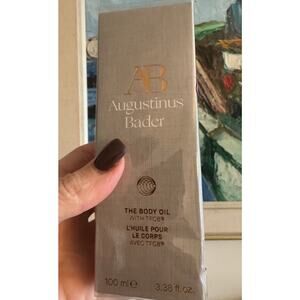 AB
Augustinus
Bader
THE BODY OIL
WITH TFC8®
L'HUILE POUR
LE CORPS
AVEC TFC8®
100 ml ℮ 3.38 fl. oz.